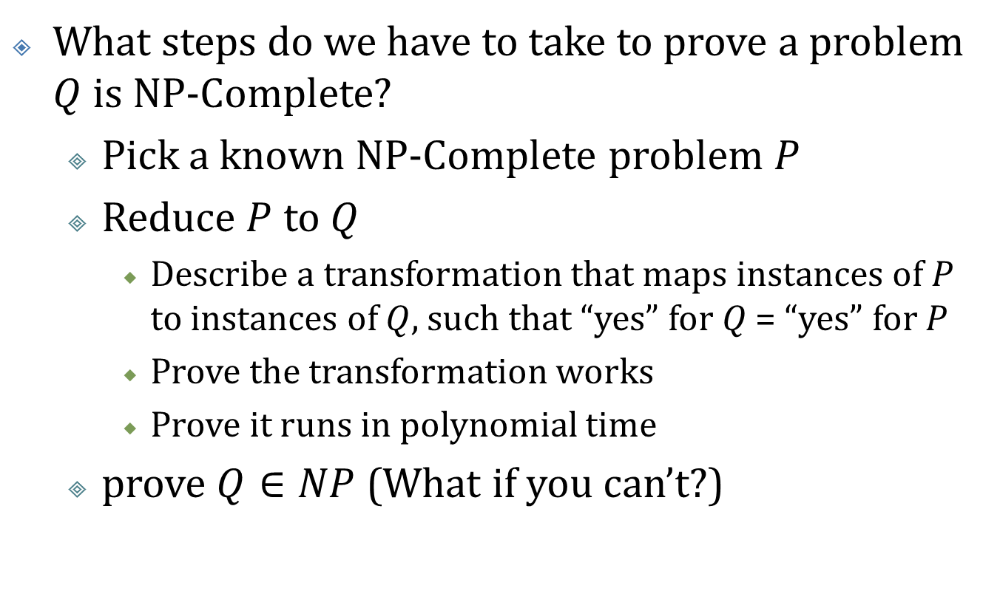 What steps do we have to take to prove a problem
Q is NP-Complete?
Pick a known NP-Complete problem P
Reduce P to Q
Describe a transformation that maps instances of P
to instances of Q, such that “yes” for Q = “yes” for P
Prove the transformation works
Prove it runs in polynomial time
prove Q ∈ NP (What if you can’t?)